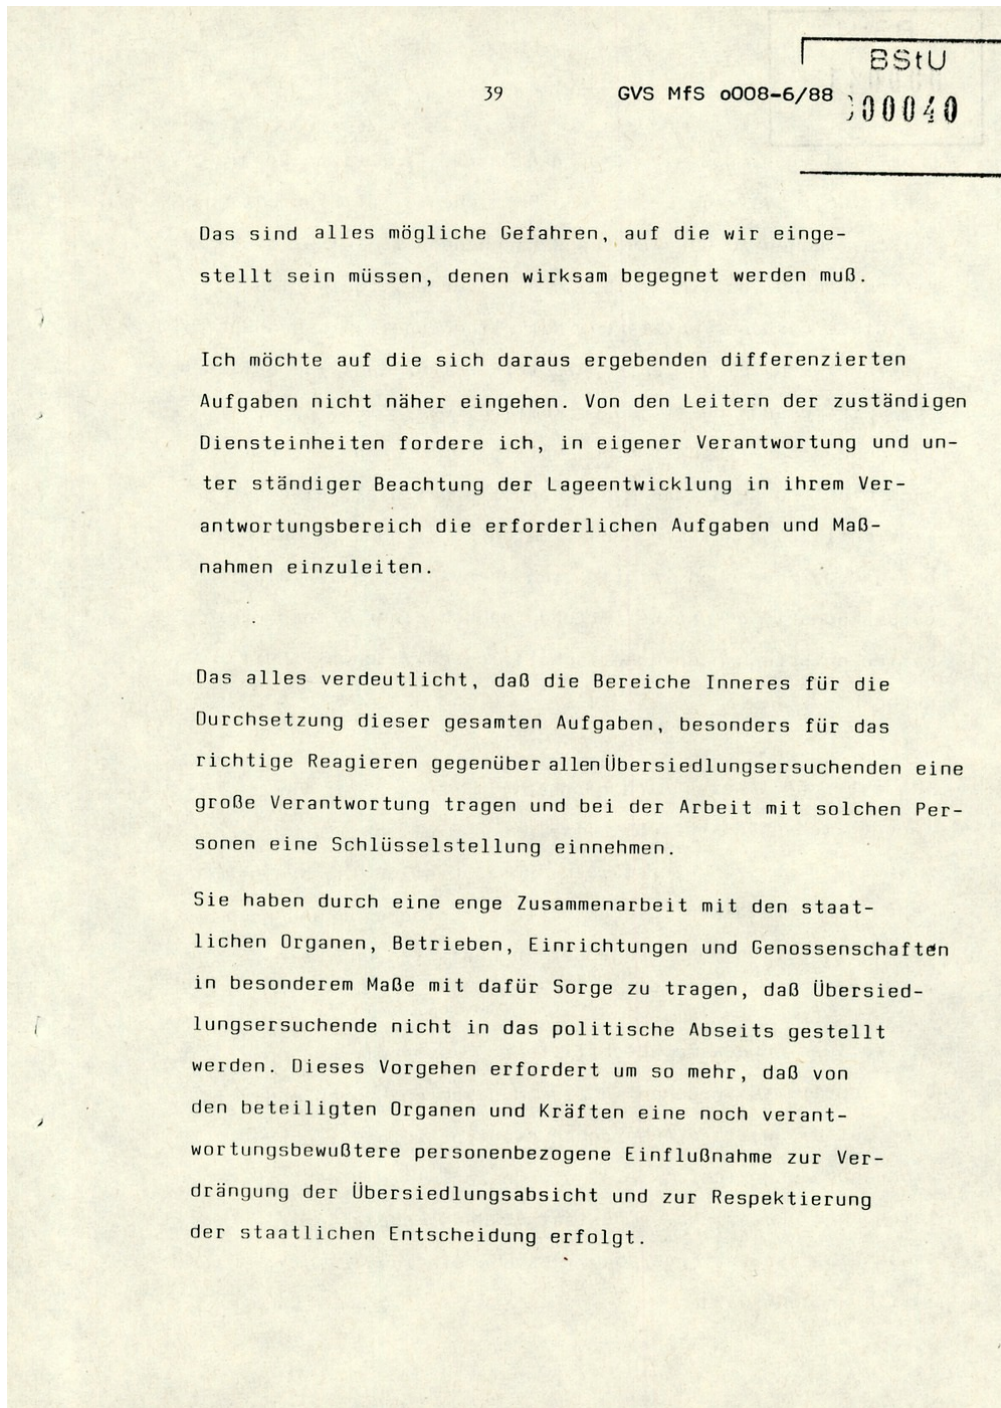 BStU
39 GVS MfS o008-6/88
000040
Das sind alles mögliche Gefahren, auf die wir einge-
stellt sein müssen, denen wirksam begegnet werden muß.
Ich möchte auf die sich daraus ergebenden differenzierten
Aufgaben nicht näher eingehen. Von den Leitern der zuständigen
Diensteinheiten fordere ich, in eigener Verantwortung und un-
ter ständiger Beachtung der Lageentwicklung in ihrem Ver-
antwortungsbereich die erforderlichen Aufgaben und Maß-
nahmen einzuleiten.
Das alles verdeutlicht, daß die Bereiche Inneres für die
Durchsetzung dieser gesamten Aufgaben, besonders für das
richtige Reagieren gegenüber allen Übersiedlungsersuchenden eine
große Verantwortung tragen und bei der Arbeit mit solchen Per-
sonen eine Schlüsselstellung einnehmen.
Sie haben durch eine enge Zusammenarbeit mit den staat-
lichen Organen, Betrieben, Einrichtungen und Genossenschaften
in besonderem Maße mit dafür Sorge zu tragen, daß Übersied-
lungsersuchende nicht in das politische Abseits gestellt
werden. Dieses Vorgehen erfordert um so mehr, daß von
den beteiligten Organen und Kräften eine noch verant-
wortungsbewußtere personenbezogene Einflußnahme zur Ver-
drängung der Übersiedlungsabsicht und zur Respektierung
der staatlichen Entscheidung erfolgt.